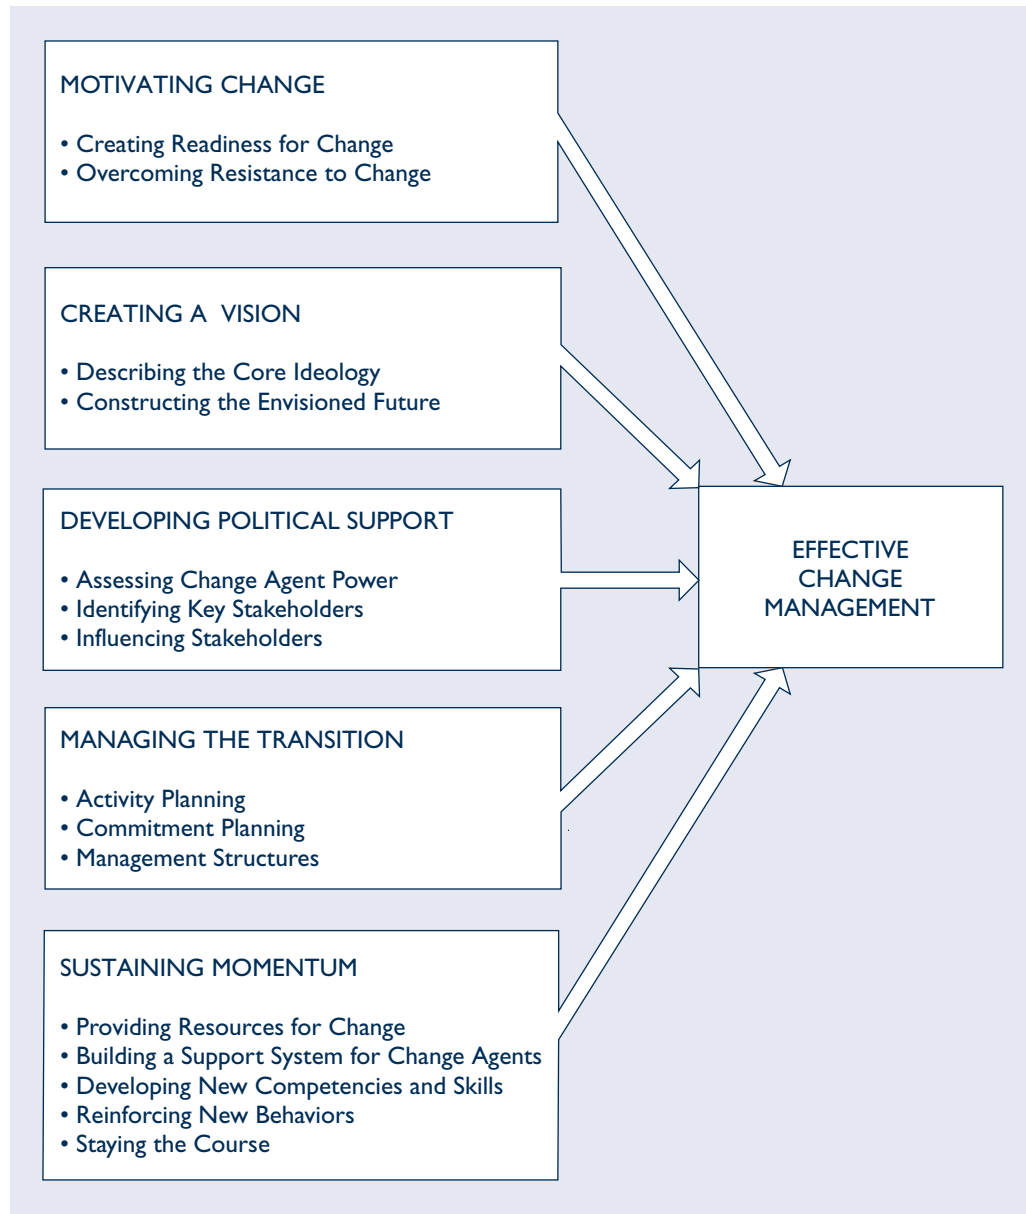 MOTIVATING CHANGE
• Creating Readiness for Change
• Overcoming Resistance to Change
CREATING A VISION
• Describing the Core Ideology
• Constructing the Envisioned Future
DEVELOPING POLITICAL SUPPORT
• Assessing Change Agent Power
• Identifying Key Stakeholders
• Influencing Stakeholders
MANAGING THE TRANSITION
• Activity Planning
• Commitment Planning
• Management Structures
SUSTAINING MOMENTUM
• Providing Resources for Change
• Building a Support System for Change Agents
• Developing New Competencies and Skills
• Reinforcing New Behaviors
• Staying the Course
EFFECTIVE
CHANGE
MANAGEMENT